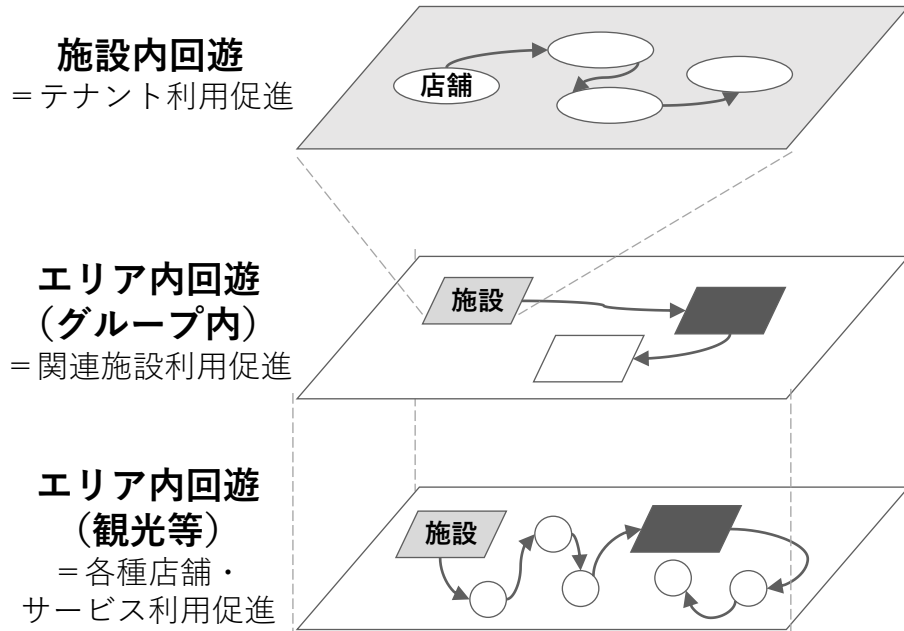 施設内回遊
＝テナント利用促進
店舗
エリア内回遊
（グループ内）
＝関連施設利用促進
施設
エリア内回遊
（観光等）
＝各種店舗・
サービス利用促進
施設